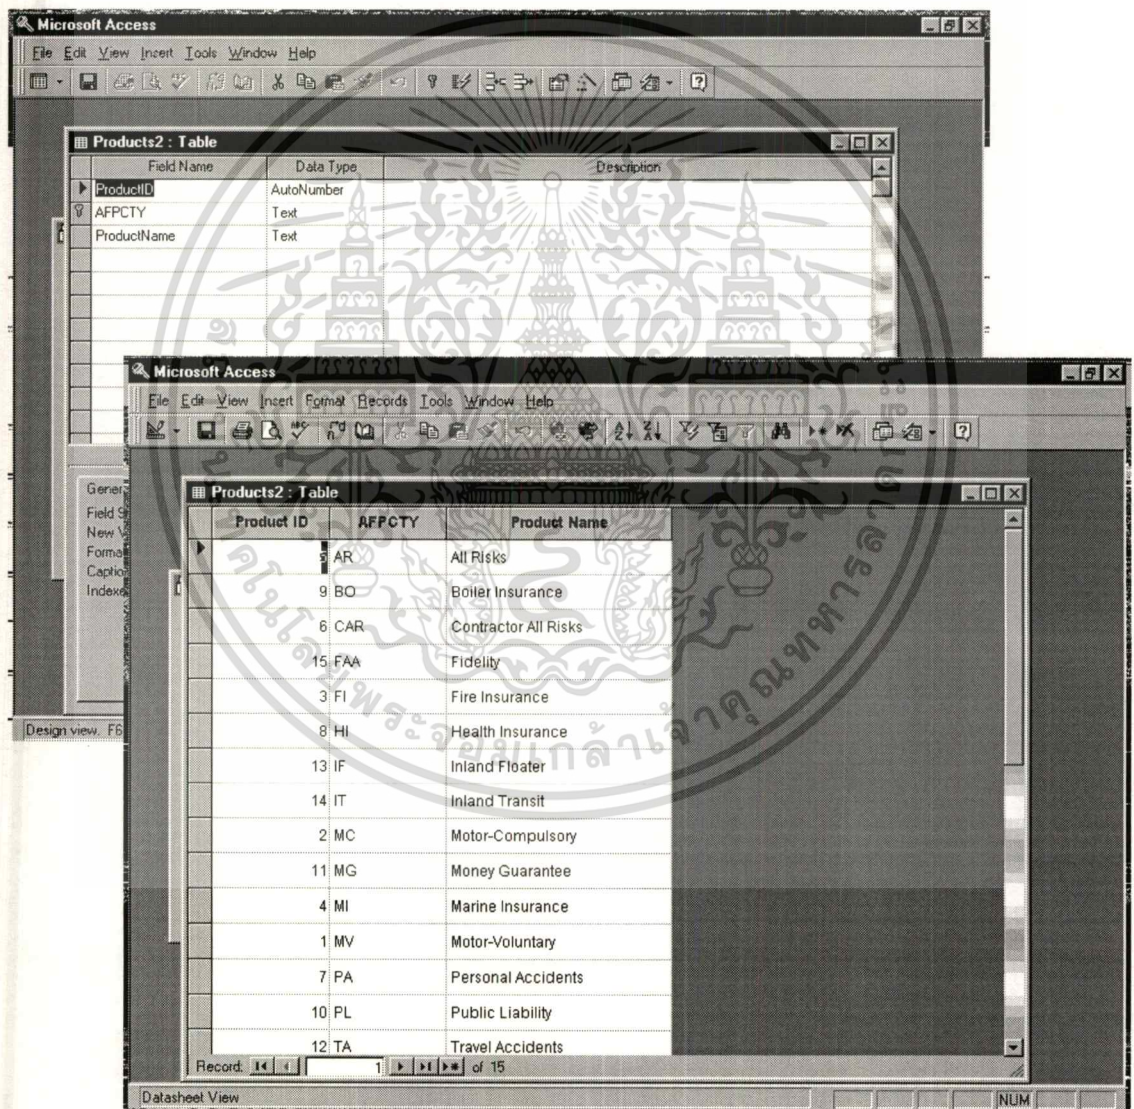 Microsoft Access
File Edit View Insert Tools Window Help
Products2 : Table
Field Name Data Type Description
ProductID AutoNumber
AFPCTY Text
ProductName Text
Design view. F6
Microsoft Access
File Edit View Insert Format Records Tools Window Help
Products2 : Table
Product ID AFPCTY Product Name
5 AR All Risks
9 BO Boiler Insurance
6 CAR Contractor All Risks
15 FAA Fidelity
3 FI Fire Insurance
8 HI Health Insurance
13 IF Inland Floater
14 IT Inland Transit
2 MC Motor-Compulsory
11 MG Money Guarantee
4 MI Marine Insurance
1 MV Motor-Voluntary
7 PA Personal Accidents
10 PL Public Liability
12 TA Travel Accidents
Record: 1 of 15
Datasheet View NUM